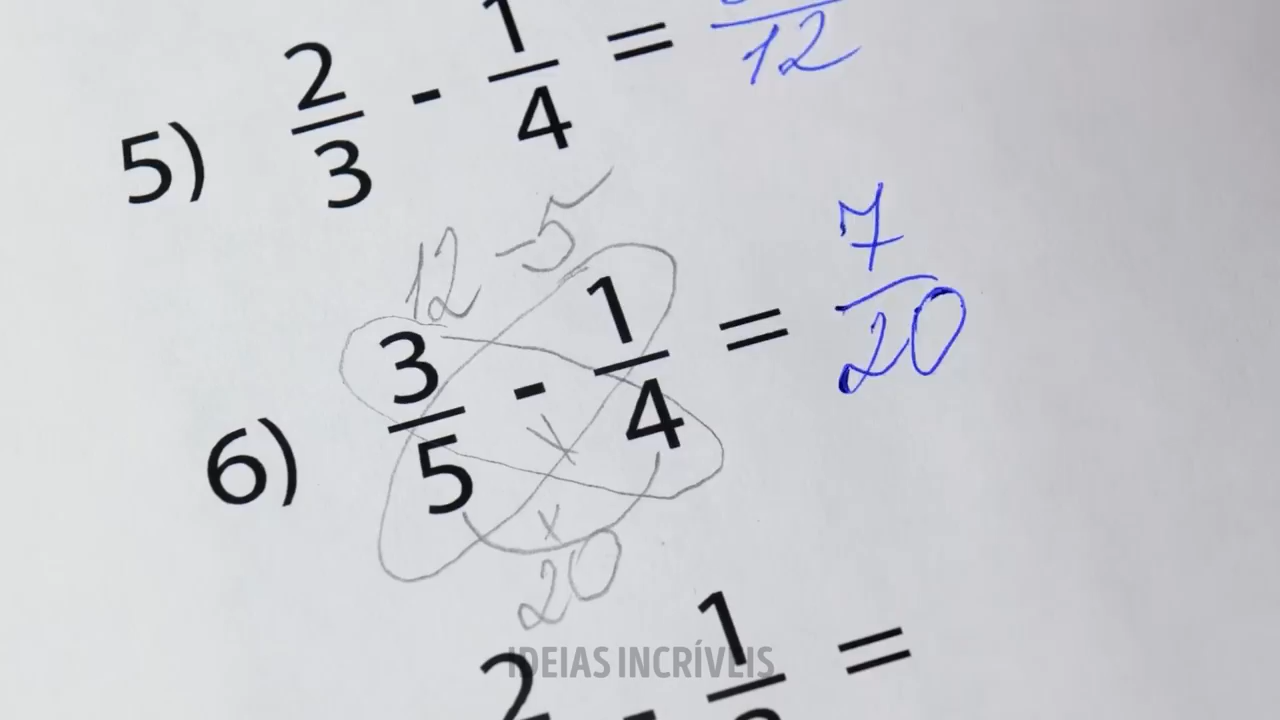 5) 2/3 - 1/4 = /12
12 -5
6) 3/5 - 1/4 = 7/20
x
x
20
2 - 1 =
IDEIAS INCRÍVEIS